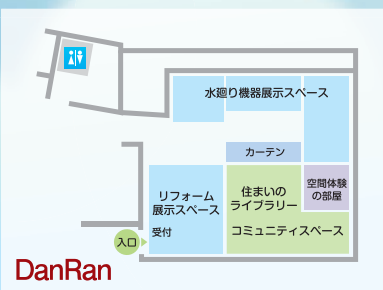 水廻り機器展示スペース
カーテン
リフォーム
展示スペース
受付
住まいの
ライブラリー
空間体験
の部屋
コミュニティスペース
入口
DanRan